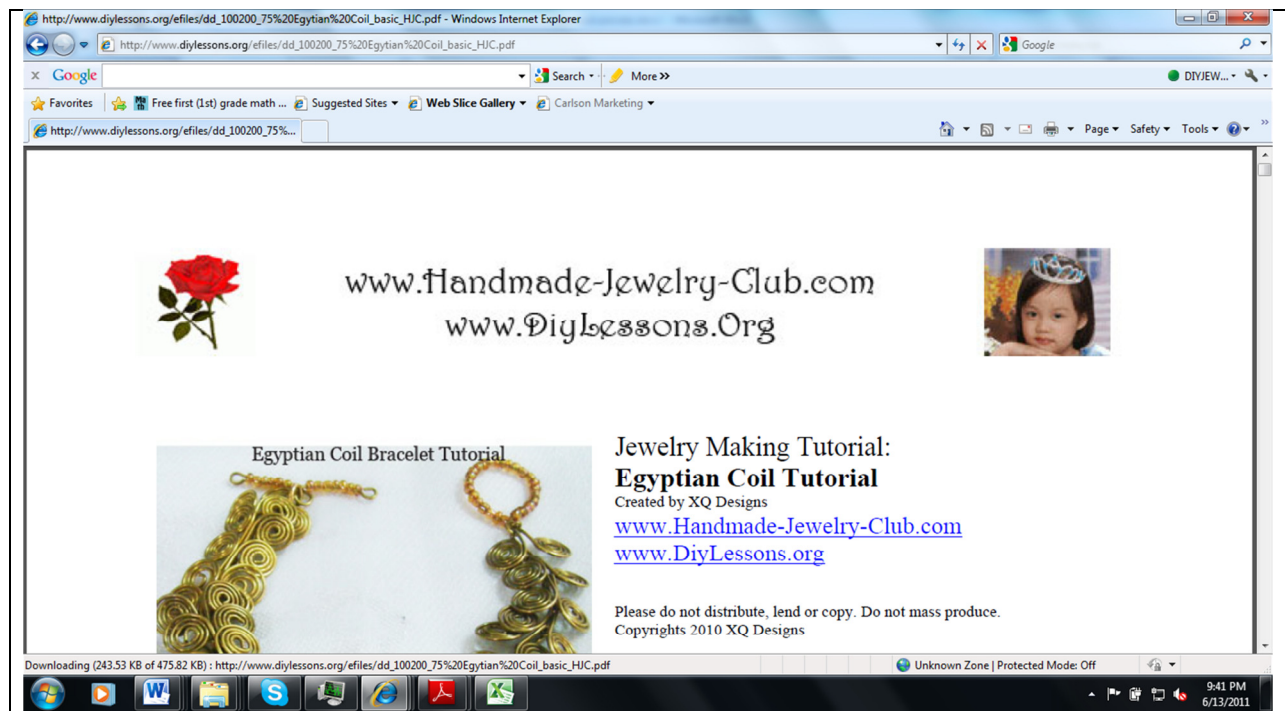 http://www.diylessons.org/efiles/dd_100200_75%20Egytian%20Coil_basic_HJC.pdf - Windows Internet Explorer
http://www.diylessons.org/efiles/dd_100200_75%20Egytian%20Coil_basic_HJC.pdf
Google
x Google
Search
More >>
DIYJEW...
Favorites
Free first (1st) grade math ...
Suggested Sites
Web Slice Gallery
Carlson Marketing
http://www.diylessons.org/efiles/dd_100200_75%...
Page
Safety
Tools
www.Handmade-Jewelry-Club.com
www.DiyLessons.Org
Egyptian Coil Bracelet Tutorial
Jewelry Making Tutorial:
Egyptian Coil Tutorial
Created by XQ Designs
www.Handmade-Jewelry-Club.com
www.DiyLessons.org
Please do not distribute, lend or copy. Do not mass produce.
Copyrights 2010 XQ Designs
Downloading (243.53 KB of 475.82 KB) : http://www.diylessons.org/efiles/dd_100200_75%20Egytian%20Coil_basic_HJC.pdf
Unknown Zone | Protected Mode: Off
9:41 PM
6/13/2011